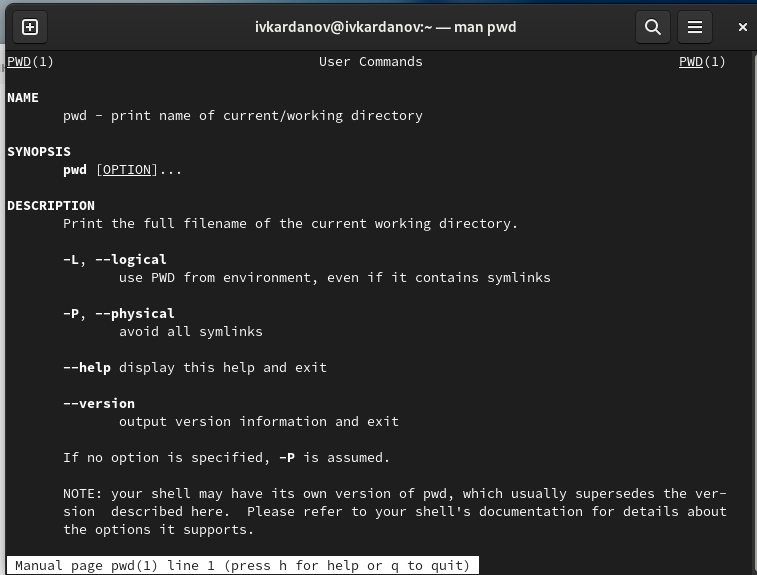 ivkardanov@ivkardanov:~ — man pwd
PWD(1) User Commands PWD(1)
NAME
pwd - print name of current/working directory
SYNOPSIS
pwd [OPTION]...
DESCRIPTION
Print the full filename of the current working directory.
-L, --logical
use PWD from environment, even if it contains symlinks
-P, --physical
avoid all symlinks
--help display this help and exit
--version
output version information and exit
If no option is specified, -P is assumed.
NOTE: your shell may have its own version of pwd, which usually supersedes the ver-
sion described here. Please refer to your shell's documentation for details about
the options it supports.
Manual page pwd(1) line 1 (press h for help or q to quit)